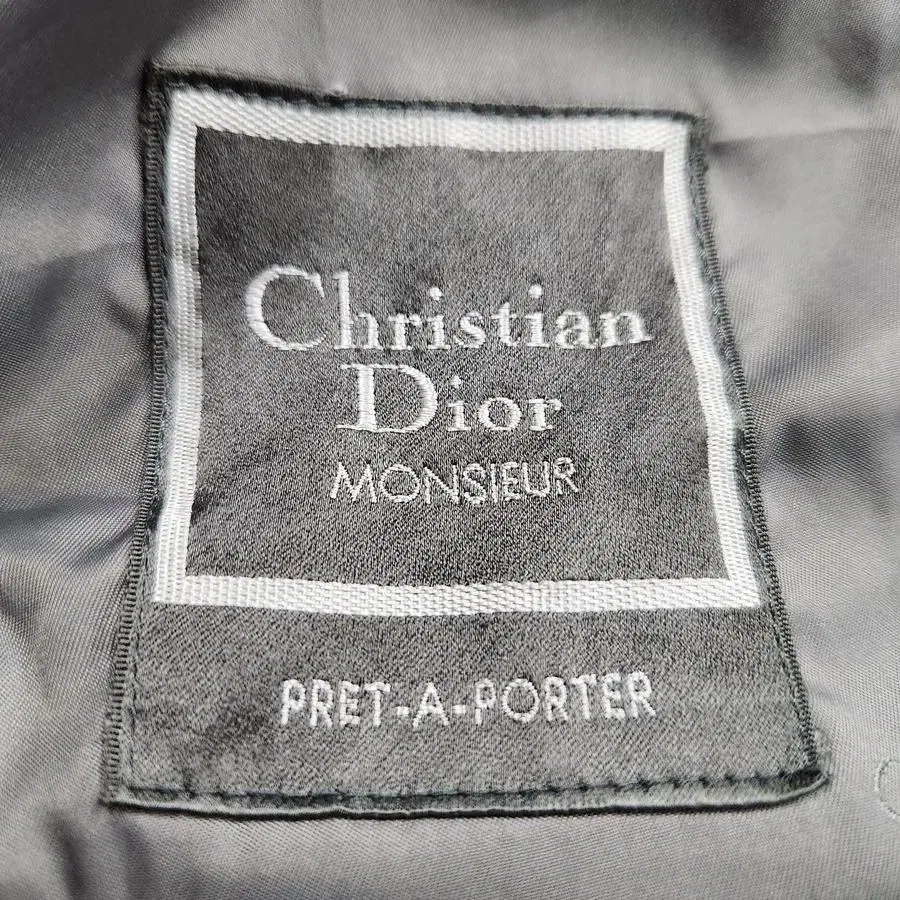 Christian
Dior
MONSIEUR
PRET-A-PORTER